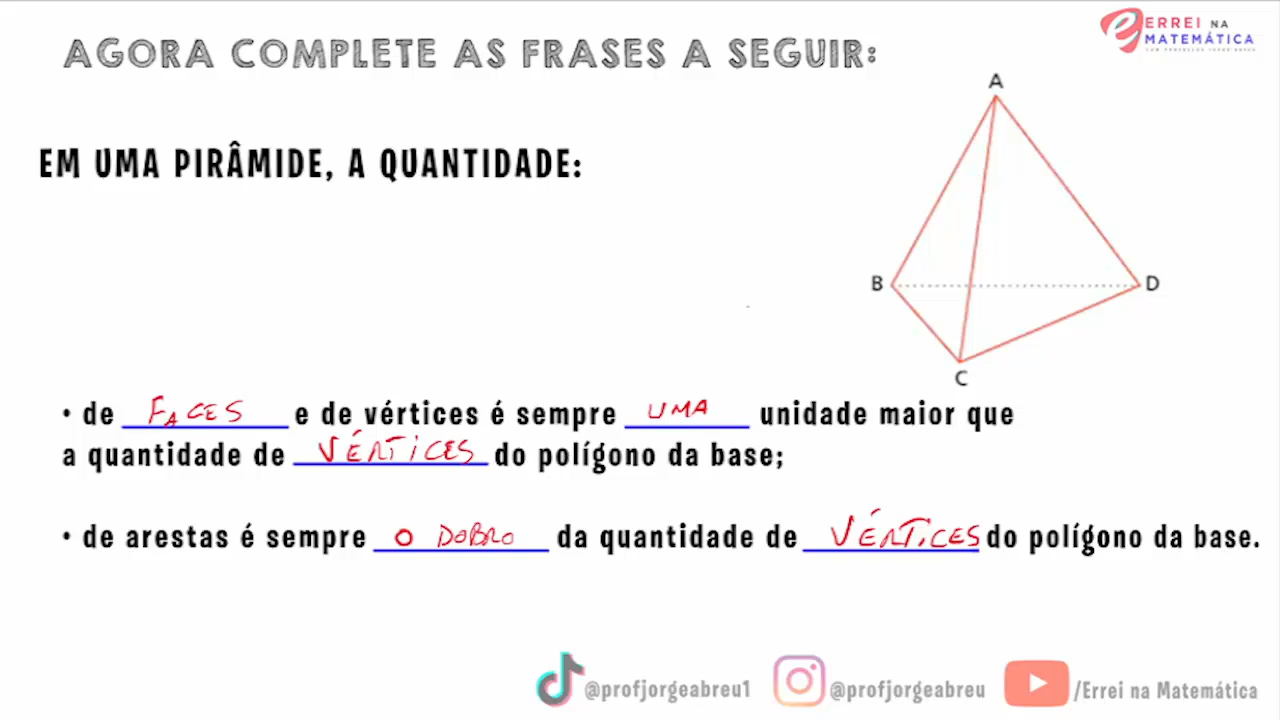 ERREI NA
MATEMÁTICA
AGORA COMPLETE AS FRASES A SEGUIR:
A
EM UMA PIRÂMIDE, A QUANTIDADE:
B
D
C
• de FACES e de vértices é sempre UMA unidade maior que
a quantidade de VÉRTICES do polígono da base;
• de arestas é sempre O DOBRO da quantidade de VÉRTICES do polígono da base.
@profjorgeabreu1 @profjorgeabreu /Errei na Matemática